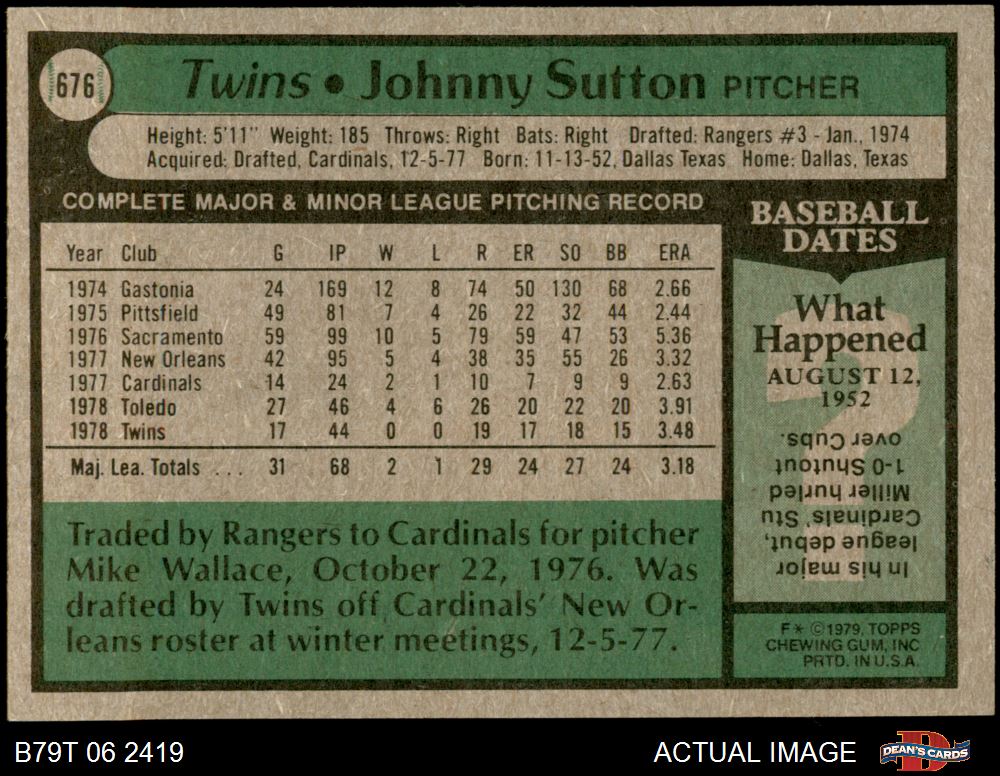 676
Twins • Johnny Sutton PITCHER
Height: 5'11" Weight: 185 Throws: Right Bats: Right Drafted: Rangers #3 - Jan., 1974
Acquired: Drafted, Cardinals, 12-5-77 Born: 11-13-52, Dallas Texas Home: Dallas, Texas
COMPLETE MAJOR & MINOR LEAGUE PITCHING RECORD
Year Club G IP W L R ER SO BB ERA
1974 Gastonia 24 169 12 8 74 50 130 68 2.66
1975 Pittsfield 49 81 7 4 26 22 32 44 2.44
1976 Sacramento 59 99 10 5 79 59 47 53 5.36
1977 New Orleans 42 95 5 4 38 35 55 26 3.32
1977 Cardinals 14 24 2 1 10 7 9 9 2.63
1978 Toledo 27 46 4 6 26 20 22 20 3.91
1978 Twins 17 44 0 0 19 17 18 15 3.48
Maj. Lea. Totals ... 31 68 2 1 29 24 27 24 3.18
Traded by Rangers to Cardinals for pitcher
Mike Wallace, October 22, 1976. Was
drafted by Twins off Cardinals' New Or-
leans roster at winter meetings, 12-5-77.
BASEBALL
DATES
What
Happened
AUGUST 12,
1952
In his major
league debut,
Cardinals' Stu
Miller hurled
1-0 Shutout
over Cubs.
F* ©1979, TOPPS
CHEWING GUM, INC
PRTD. IN U.S.A.
B79T 06 2419
ACTUAL IMAGE
DEAN'S CARDS